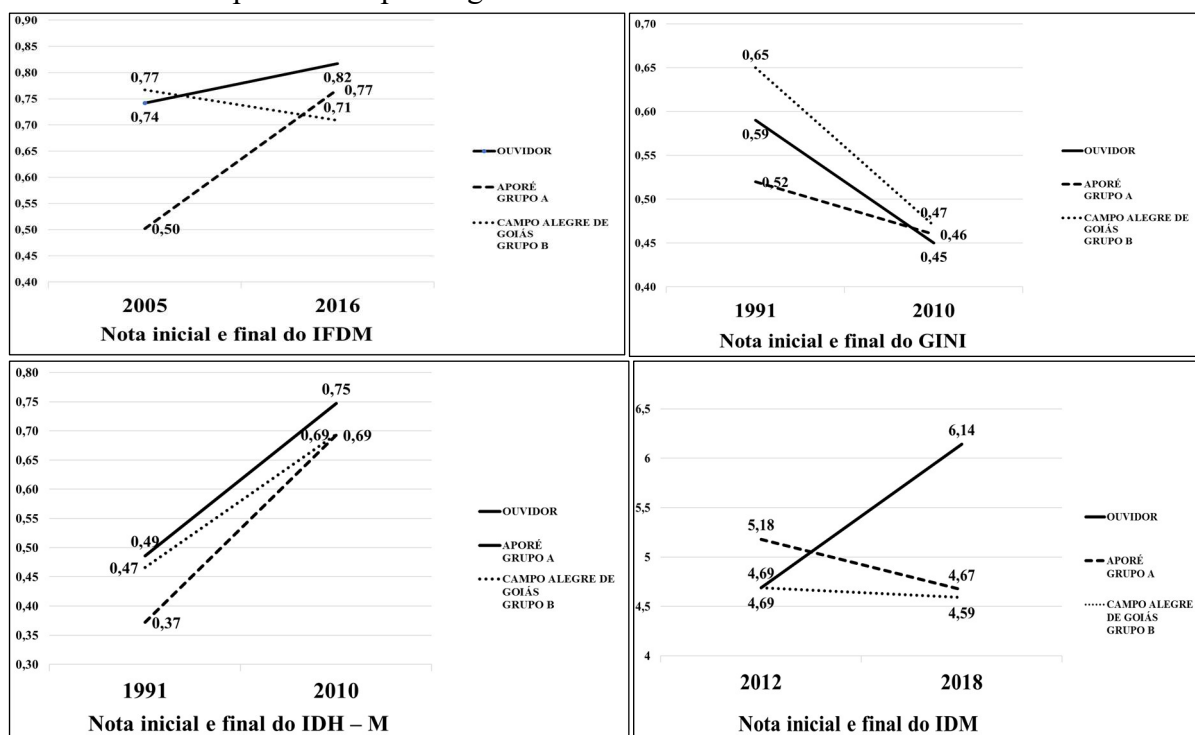 0,90
0,85
0,80
0,75
0,70
0,65
0,60
0,55
0,50
0,45
0,40
0,77
0,74
0,50
0,82
0,77
0,71
2005 2016
Nota inicial e final do IFDM
OUVIDOR
APORÉ
GRUPO A
CAMPO ALEGRE DE
GOIÁS
GRUPO B
0,70
0,65
0,60
0,55
0,50
0,45
0,40
0,65
0,59
0,52
0,47
0,46
0,45
1991 2010
Nota inicial e final do GINI
OUVIDOR
APORÉ
GRUPO A
CAMPO ALEGRE DE
GOIÁS
GRUPO B
0,80
0,75
0,70
0,65
0,60
0,55
0,50
0,45
0,40
0,35
0,30
0,49
0,47
0,37
0,75
0,69 0,69
1991 2010
Nota inicial e final do IDH – M
OUVIDOR
APORÉ
GRUPO A
CAMPO ALEGRE DE
GOIÁS
GRUPO B
6,5
6
5,5
5
4,5
4
5,18
4,69
4,69
6,14
4,67
4,59
2012 2018
Nota inicial e final do IDM
OUVIDOR
APORÉ
GRUPO A
CAMPO ALEGRE
DE GOIÁS
GRUPO B